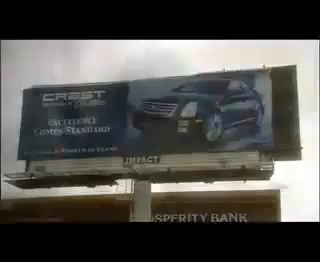 CREST
EXCELLENCE
COMES STANDARD
IMPACT
SPERITY BANK